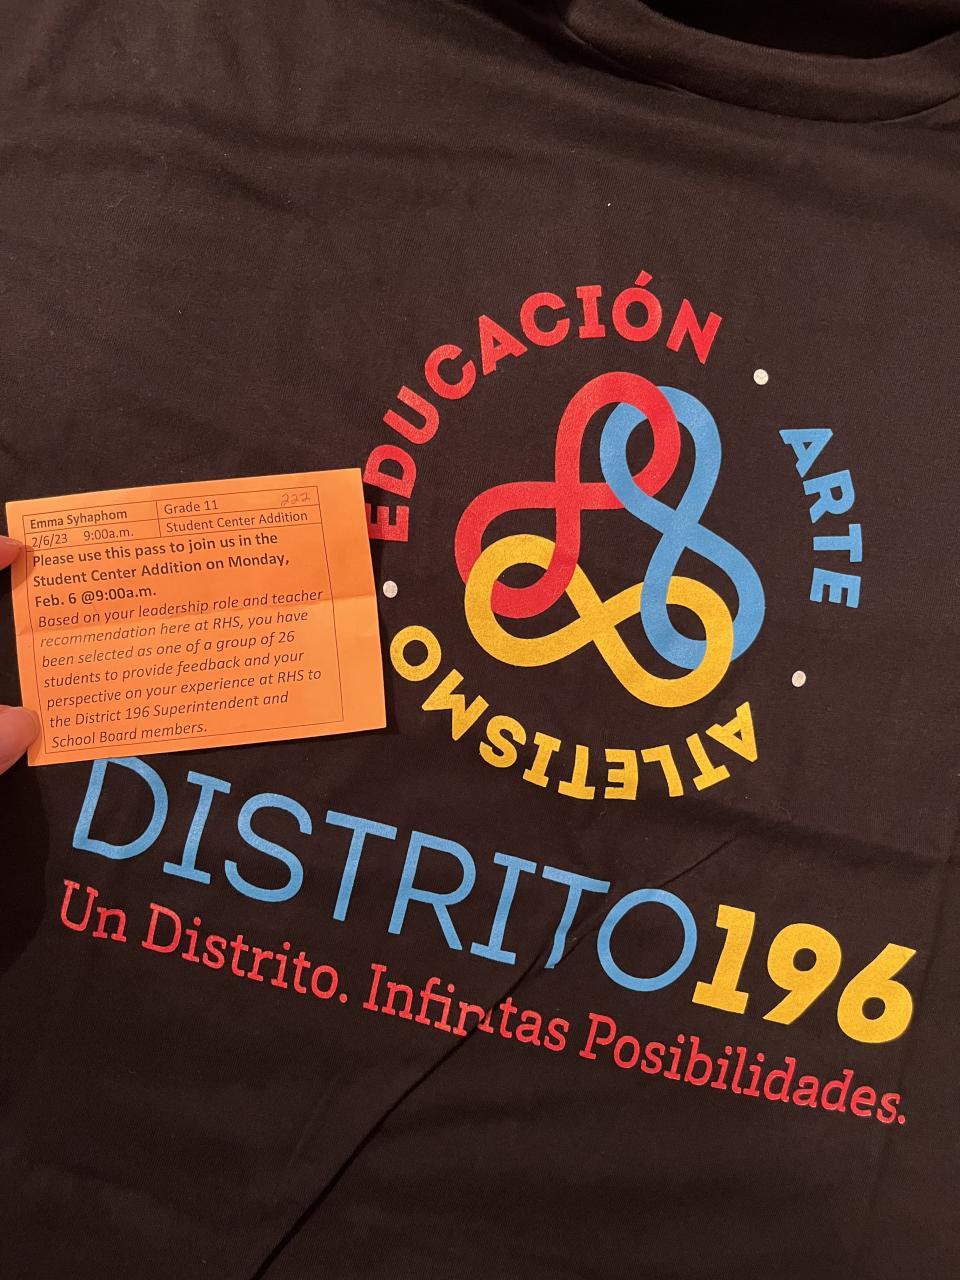 Emma Syhaphom
Grade 11
222
2/6/23 9:00a.m.
Student Center Addition
Please use this pass to join us in the
Student Center Addition on Monday,
Feb. 6 @9:00a.m.
Based on your leadership role and teacher
recommendation here at RHS, you have
been selected as one of a group of 26
students to provide feedback and your
perspective on your experience at RHS to
the District 196 Superintendent and
School Board members.
EDUCACIÓN
ARTE
ATLETISMO
DISTRITO196
Un Distrito. Infinitas Posibilidades.